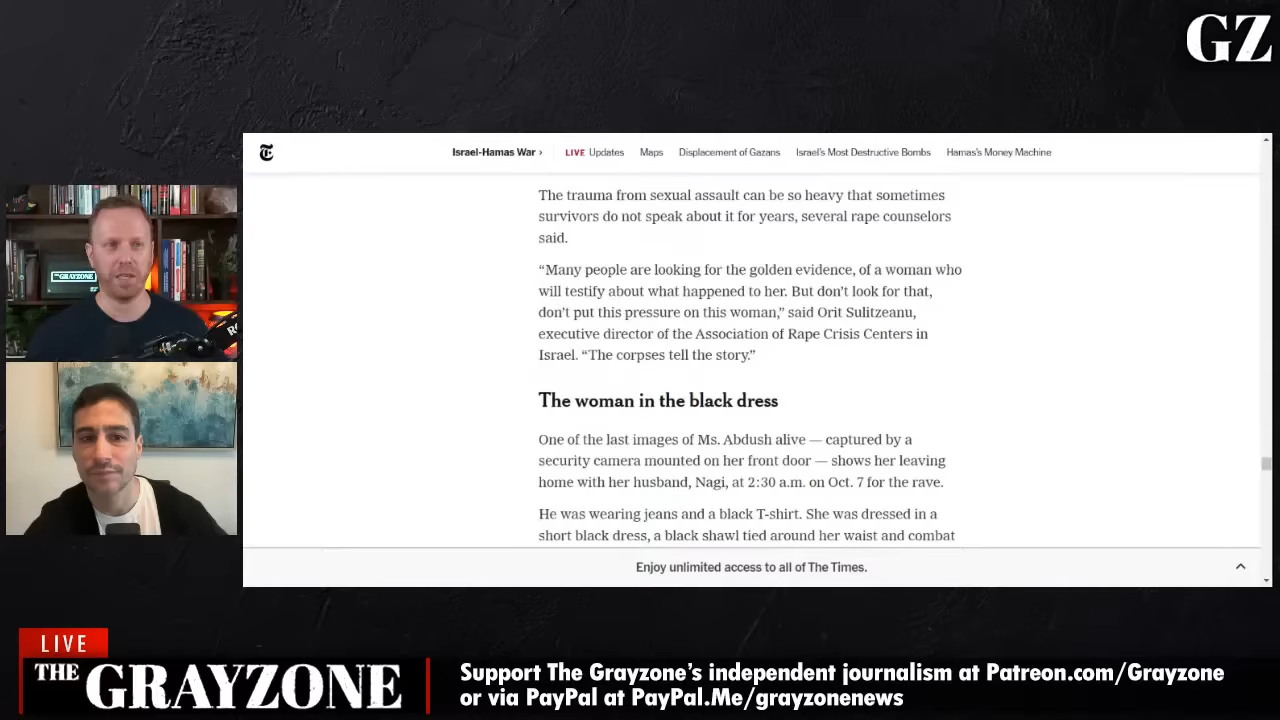 GZ
Israel-Hamas War › LIVE Updates Maps Displacement of Gazans Israel's Most Destructive Bombs Hamas's Money Machine
The trauma from sexual assault can be so heavy that sometimes
survivors do not speak about it for years, several rape counselors
said.
“Many people are looking for the golden evidence, of a woman who
will testify about what happened to her. But don’t look for that,
don’t put this pressure on this woman,” said Orit Sulitzeanu,
executive director of the Association of Rape Crisis Centers in
Israel. “The corpses tell the story.”
The woman in the black dress
One of the last images of Ms. Abdush alive — captured by a
security camera mounted on her front door — shows her leaving
home with her husband, Nagi, at 2:30 a.m. on Oct. 7 for the rave.
He was wearing jeans and a black T-shirt. She was dressed in a
short black dress, a black shawl tied around her waist and combat
Enjoy unlimited access to all of The Times.
THE GRAYZONE
LIVE
THE GRAYZONE
Support The Grayzone’s independent journalism at Patreon.com/Grayzone
or via PayPal at PayPal.Me/grayzonenews